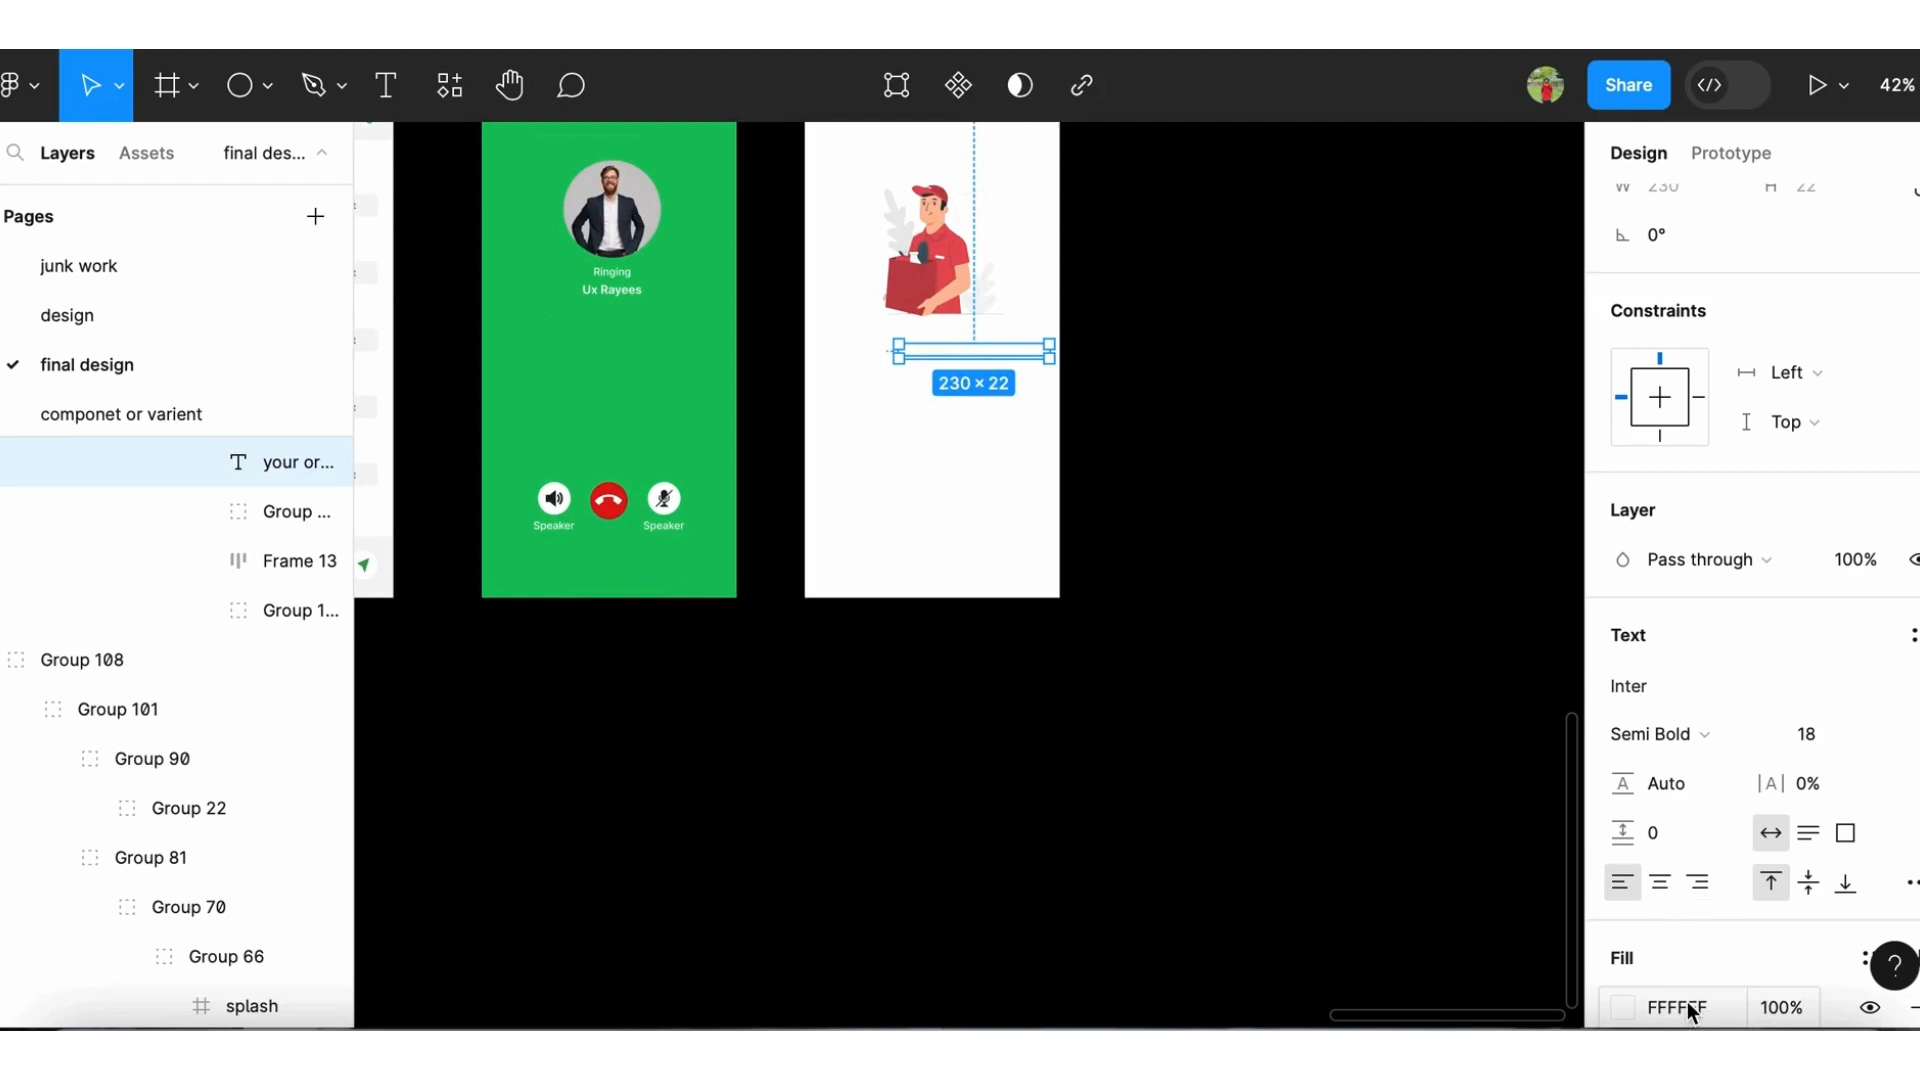 Share
42%
Layers
Assets
final des...
Pages
junk work
design
final design
componet or varient
your or...
Group ...
Frame 13
Group 1...
Group 108
Group 101
Group 90
Group 22
Group 81
Group 70
Group 66
splash
Ringing
Ux Rayees
Speaker
Speaker
230 × 22
Design
Prototype
W 230
H 22
0°
Constraints
Left
Top
Layer
Pass through
100%
Text
Inter
Semi Bold
18
Auto
|A| 0%
0
Fill
FFFFFF
100%
?